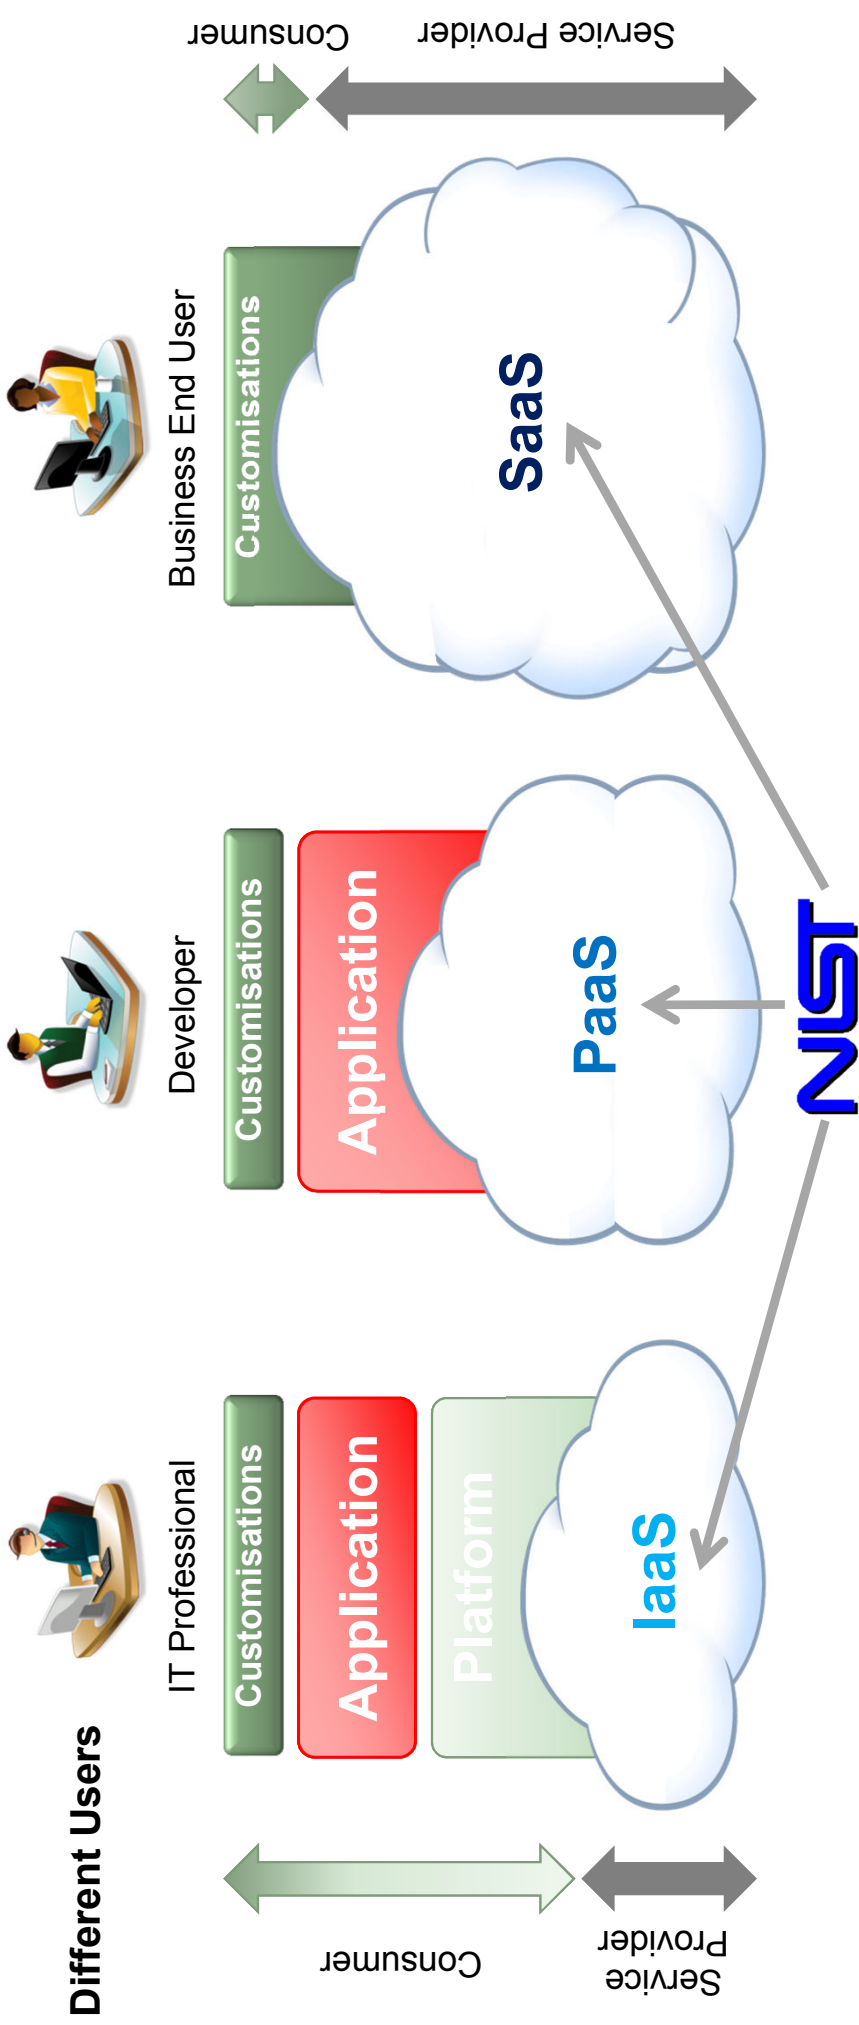 Different Users
IT Professional
Developer
Business End User
Customisations
Customisations
Customisations
Application
Application
Platform
IaaS
PaaS
SaaS
Consumer
Service
Provider
Consumer
Service Provider
NIST